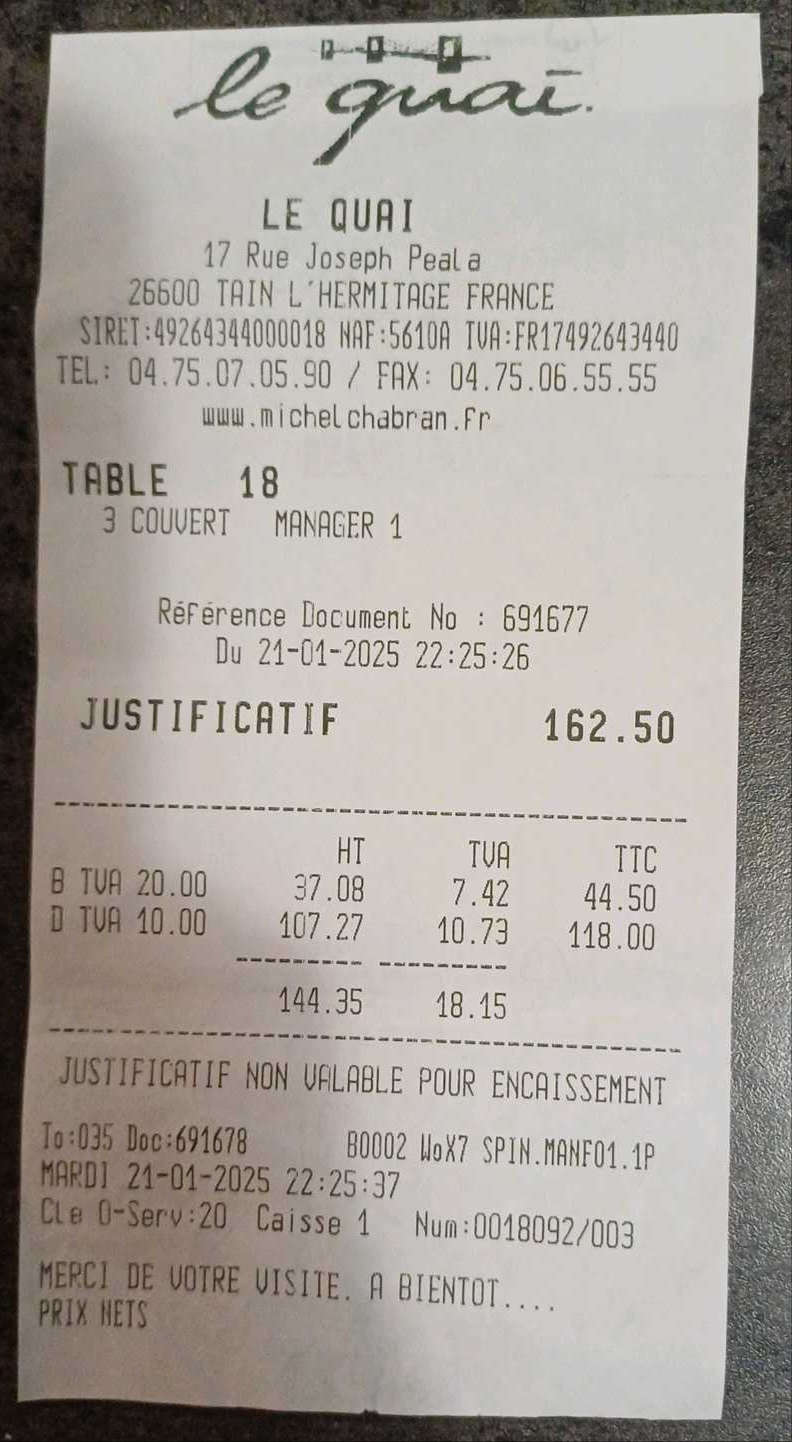 le quai.
LE QUAI
17 Rue Joseph Peala
26600 TAIN L'HERMITAGE FRANCE
SIRET:49264344000018 NAF:5610A TVA:FR17492643440
TEL: 04.75.07.05.90 / FAX: 04.75.06.55.55
www.michelchabran.fr
TABLE 18
3 COUVERT MANAGER 1
Référence Document No : 691677
Du 21-01-2025 22:25:26
JUSTIFICATIF 162.50
HT TVA TTC
B TVA 20.00 37.08 7.42 44.50
D TVA 10.00 107.27 10.73 118.00
144.35 18.15
JUSTIFICATIF NON VALABLE POUR ENCAISSEMENT
To:035 Doc:691678 B0002 WoX7 SPIN.MANF01.1P
MARDI 21-01-2025 22:25:37
Cle 0-Serv:20 Caisse 1 Num:0018092/003
MERCI DE VOTRE VISITE. A BIENTOT....
PRIX NETS